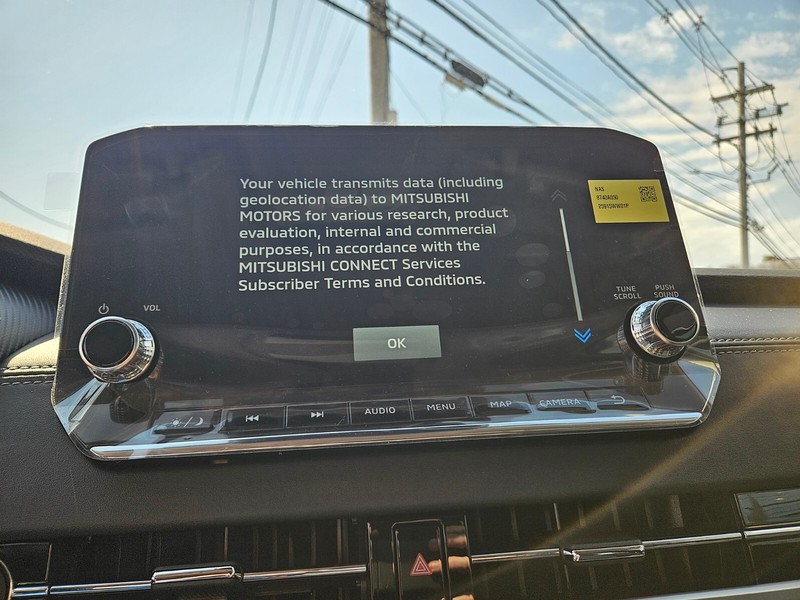 Your vehicle transmits data (including
geolocation data) to MITSUBISHI
MOTORS for various research, product
evaluation, internal and commercial
purposes, in accordance with the
MITSUBISHI CONNECT Services
Subscriber Terms and Conditions.
OK
NAS
VOL
TUNE
SCROLL
PUSH
SOUND
AUDIO
MENU
MAP
CAMERA